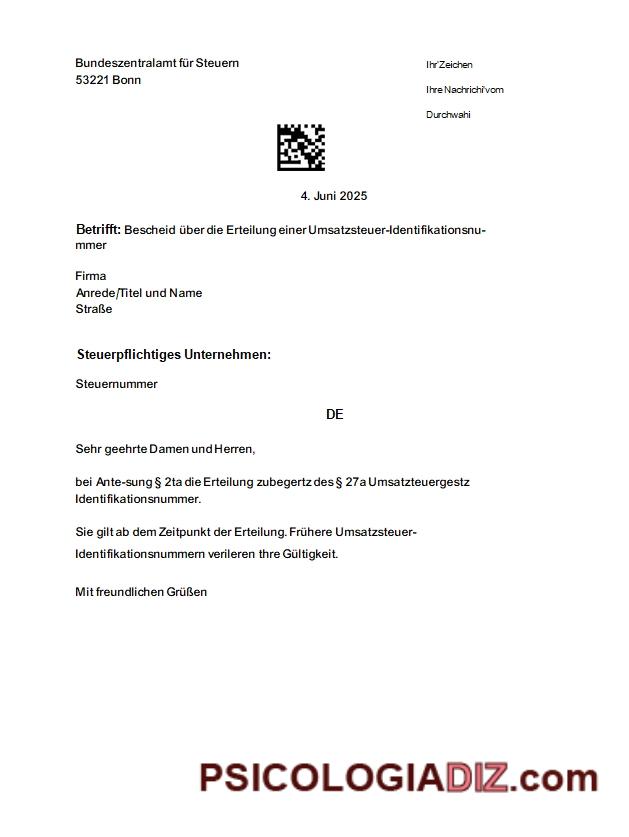 Bundeszentralamt für Steuern
53221 Bonn
Ihr'Zeichen
Ihre Nachrichi'vom
Durchwahi
4. Juni 2025
Betrifft: Bescheid über die Erteilung einer Umsatzsteuer-Identifikationsnu-
mmer
Firma
Anrede/Titel und Name
Straße
Steuerpflichtiges Unternehmen:
Steuernummer
DE
Sehr geehrte Damen und Herren,
bei Ante-sung § 2ta die Erteilung zubegertz des § 27a Umsatzteuergestz
Identifikationsnummer.
Sie gilt ab dem Zeitpunkt der Erteilung. Frühere Umsatzsteuer-
Identifikationsnummern verileren Thre Gültigkeit.
Mit freundlichen Grüßen
PSICOLOGIADIZ.com